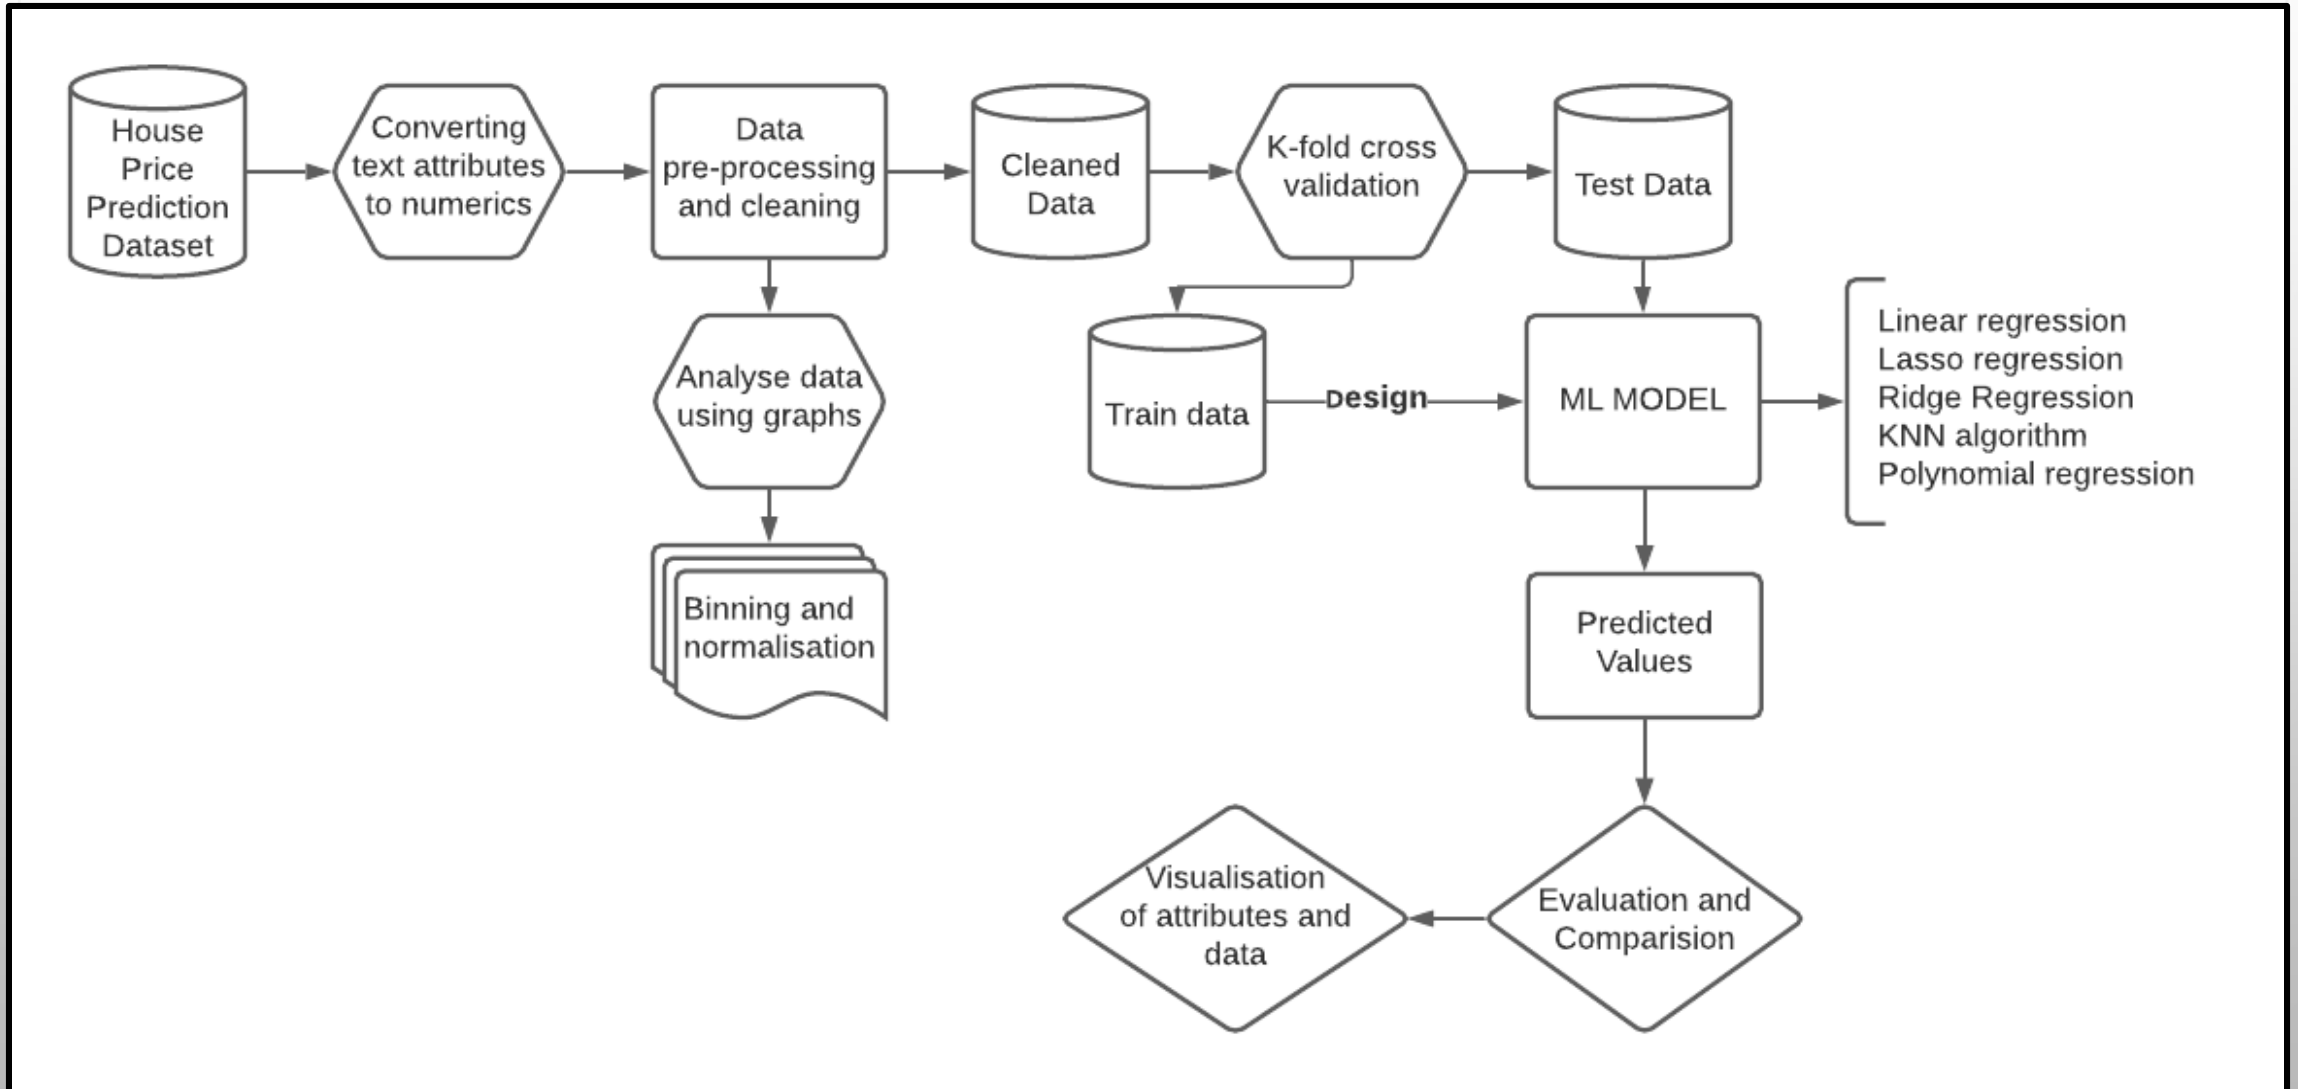 House
Price
Prediction
Dataset
Converting
text attributes
to numerics
Data
pre-processing
and cleaning
Cleaned
Data
K-fold cross
validation
Test Data
Analyse data
using graphs
Train data
Design
ML MODEL
Linear regression
Lasso regression
Ridge Regression
KNN algorithm
Polynomial regression
Binning and
normalisation
Predicted
Values
Visualisation
of attributes and
data
Evaluation and
Comparision